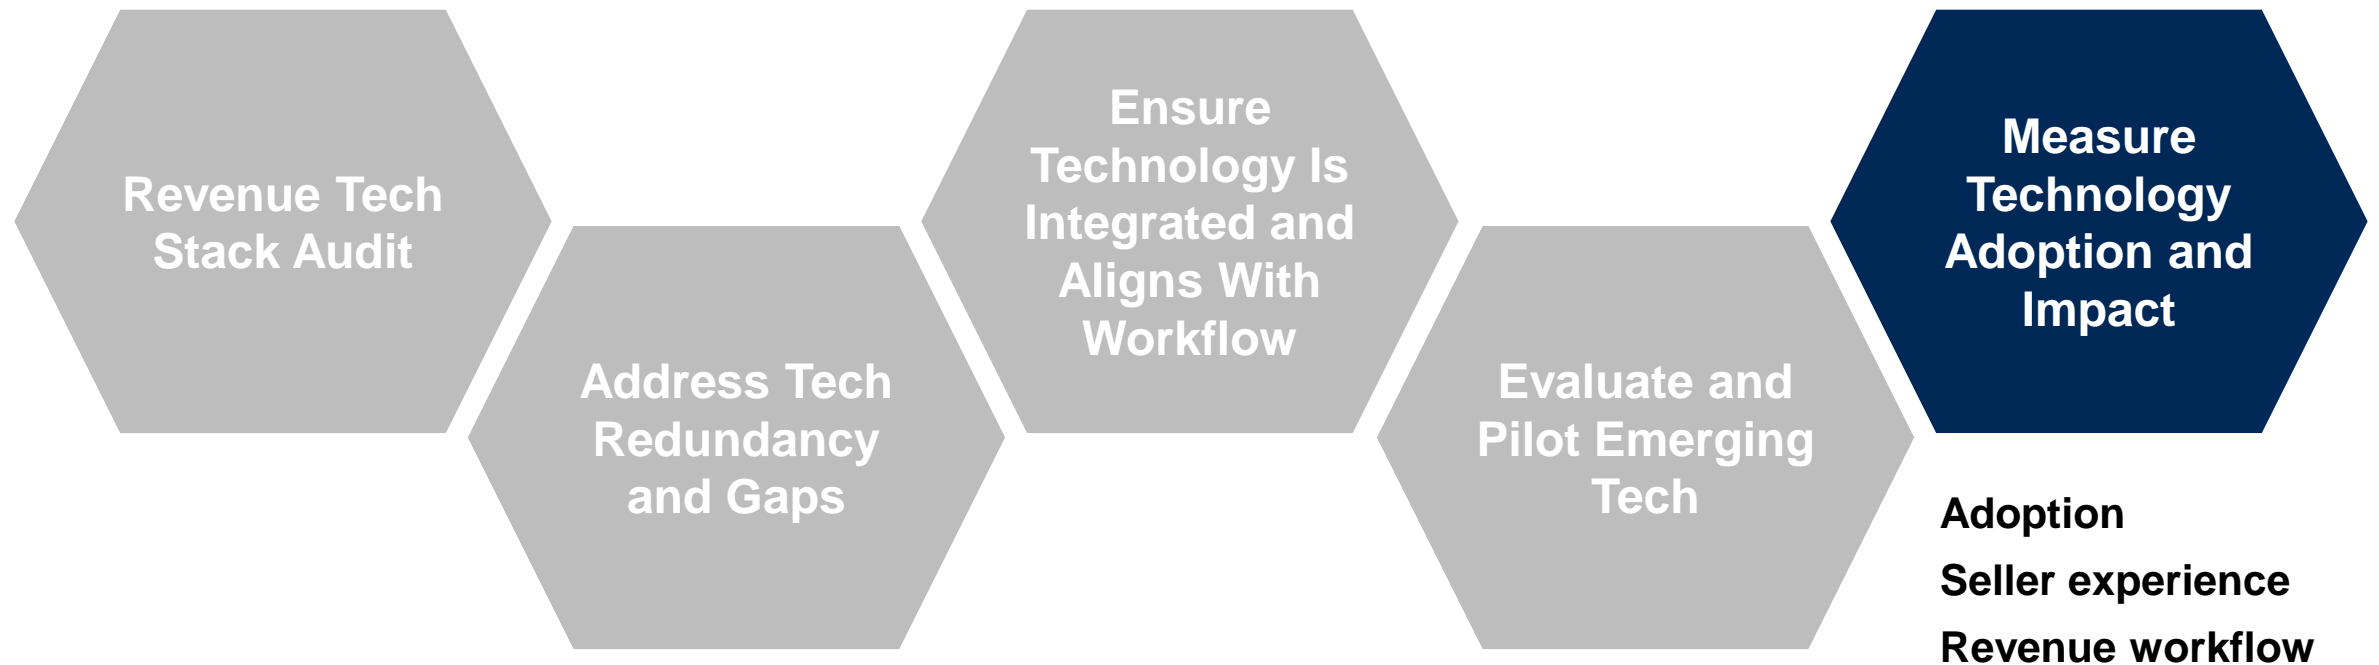 Revenue Tech
Stack Audit
Address Tech
Redundancy
and Gaps
Ensure
Technology Is
Integrated and
Aligns With
Workflow
Evaluate and
Pilot Emerging
Tech
Measure
Technology
Adoption and
Impact
Adoption
Seller experience
Revenue workflow